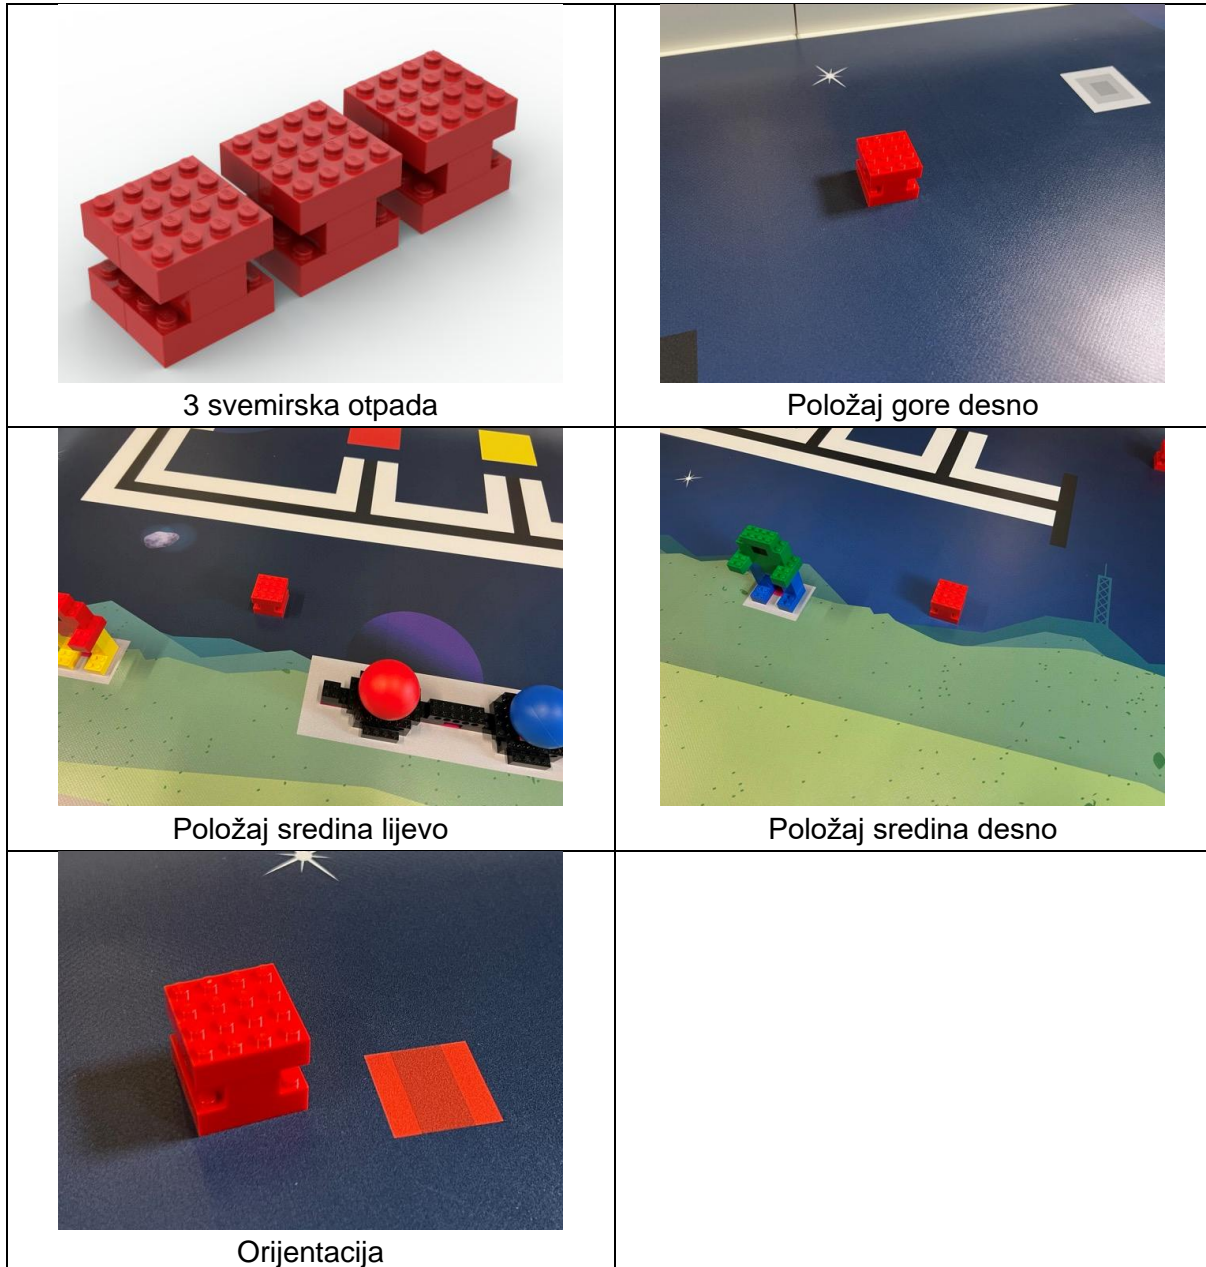 3 svemirska otpada
Položaj gore desno
Položaj sredina lijevo
Položaj sredina desno
Orijentacija